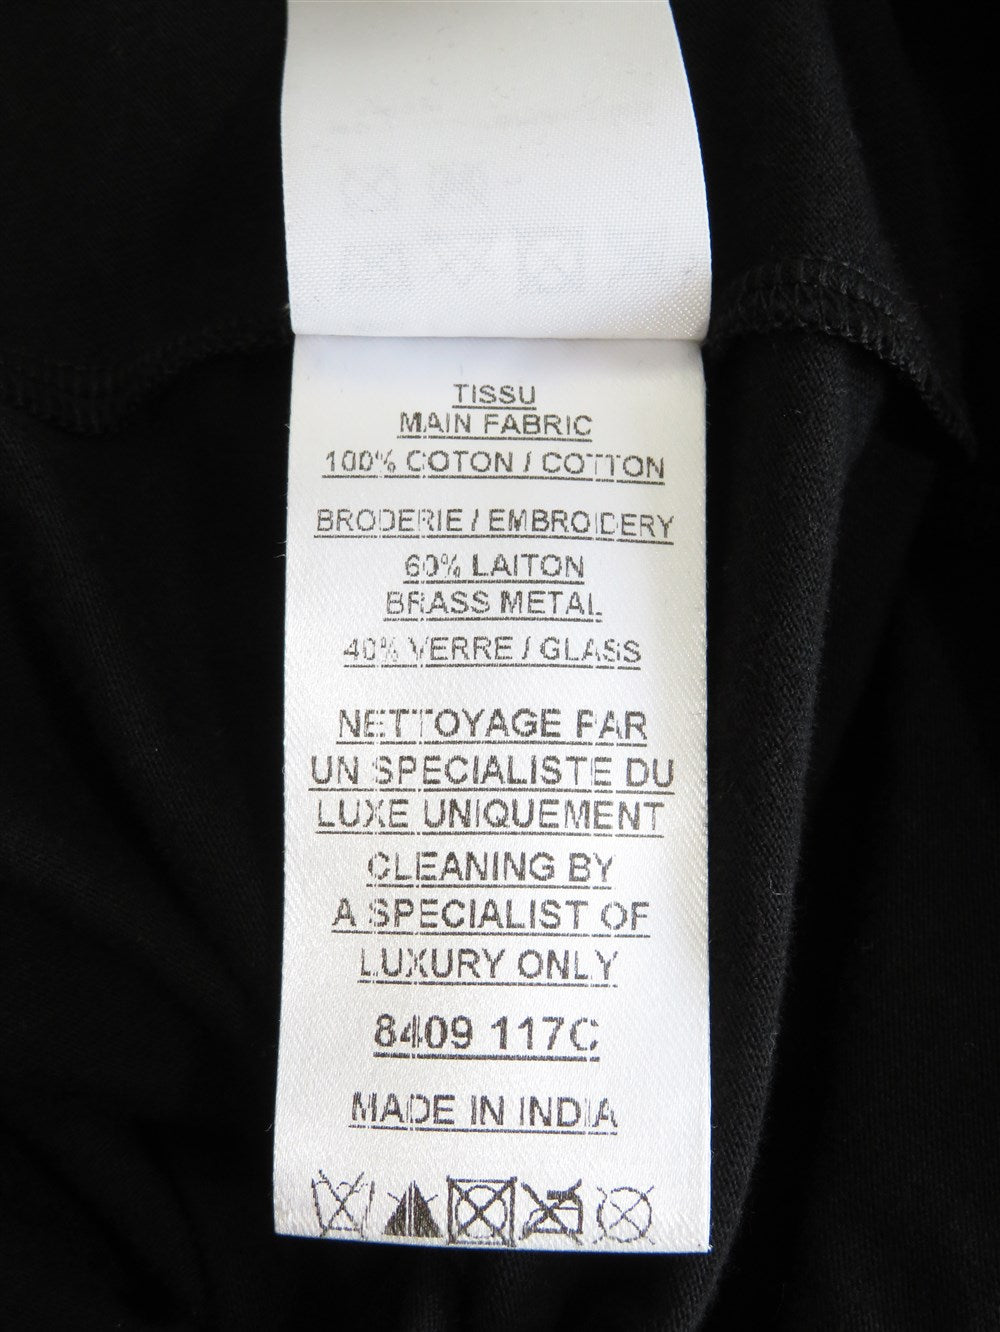 TISSU
MAIN FABRIC
100% COTON / COTTON
BRODERIE / EMBROIDERY
60% LAITON
BRASS METAL
40% VERRE / GLASS
NETTOYAGE PAR
UN SPECIALISTE DU
LUXE UNIQUEMENT
CLEANING BY
A SPECIALIST OF
LUXURY ONLY
8409 117C
MADE IN INDIA